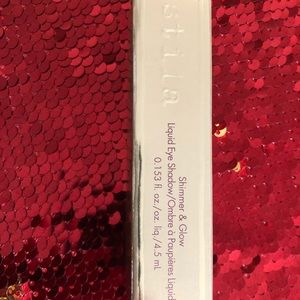 stila
Shimmer & Glow
Liquid Eye Shadow/Ombre à Paupières Liquid
0.153 fl. oz./oz. liq./4.5 mL